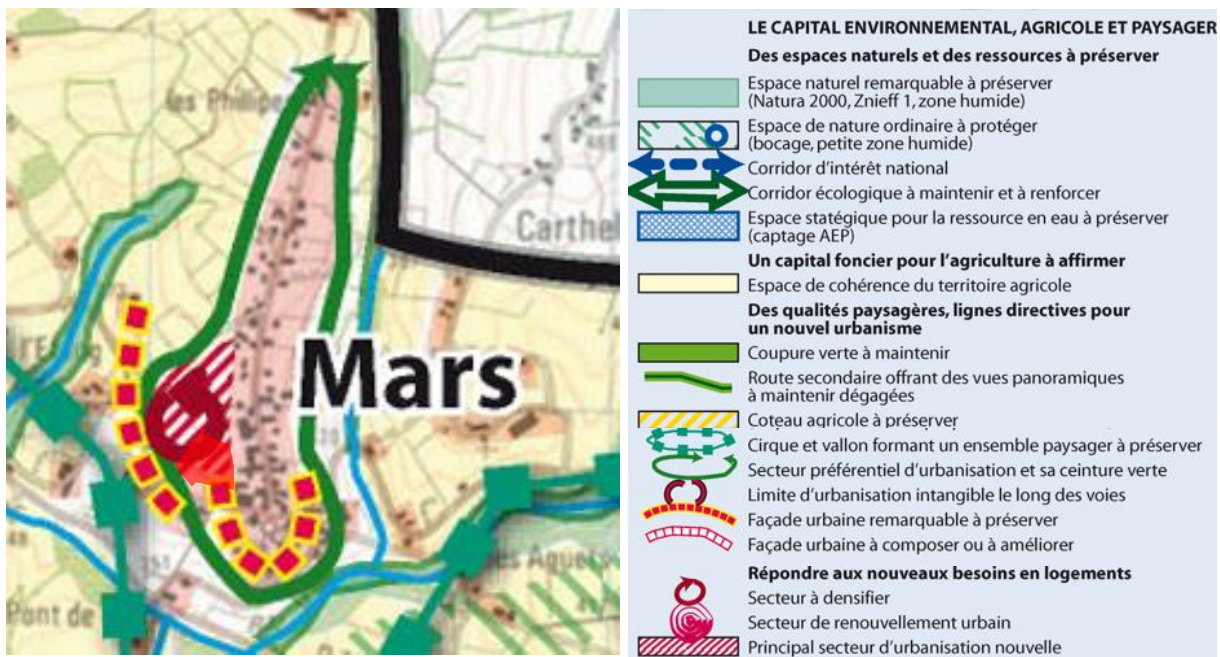 les Philipe
Carthel
Mars
l'Etang
Pont de
LE CAPITAL ENVIRONNEMENTAL, AGRICOLE ET PAYSAGER
Des espaces naturels et des ressources à préserver
Espace naturel remarquable à préserver
(Natura 2000, Znieff 1, zone humide)
Espace de nature ordinaire à protéger
(bocage, petite zone humide)
Corridor d'intérêt national
Corridor écologique à maintenir et à renforcer
Espace statégique pour la ressource en eau à préserver
(captage AEP)
Un capital foncier pour l'agriculture à affirmer
Espace de cohérence du territoire agricole
Des qualités paysagères, lignes directives pour
un nouvel urbanisme
Coupure verte à maintenir
Route secondaire offrant des vues panoramiques
à maintenir dégagées
Coteau agricole à préserver
Cirque et vallon formant un ensemble paysager à préserver
Secteur préférentiel d'urbanisation et sa ceinture verte
Limite d'urbanisation intangible le long des voies
Façade urbaine remarquable à préserver
Façade urbaine à composer ou à améliorer
Répondre aux nouveaux besoins en logements
Secteur à densifier
Secteur de renouvellement urbain
Principal secteur d'urbanisation nouvelle